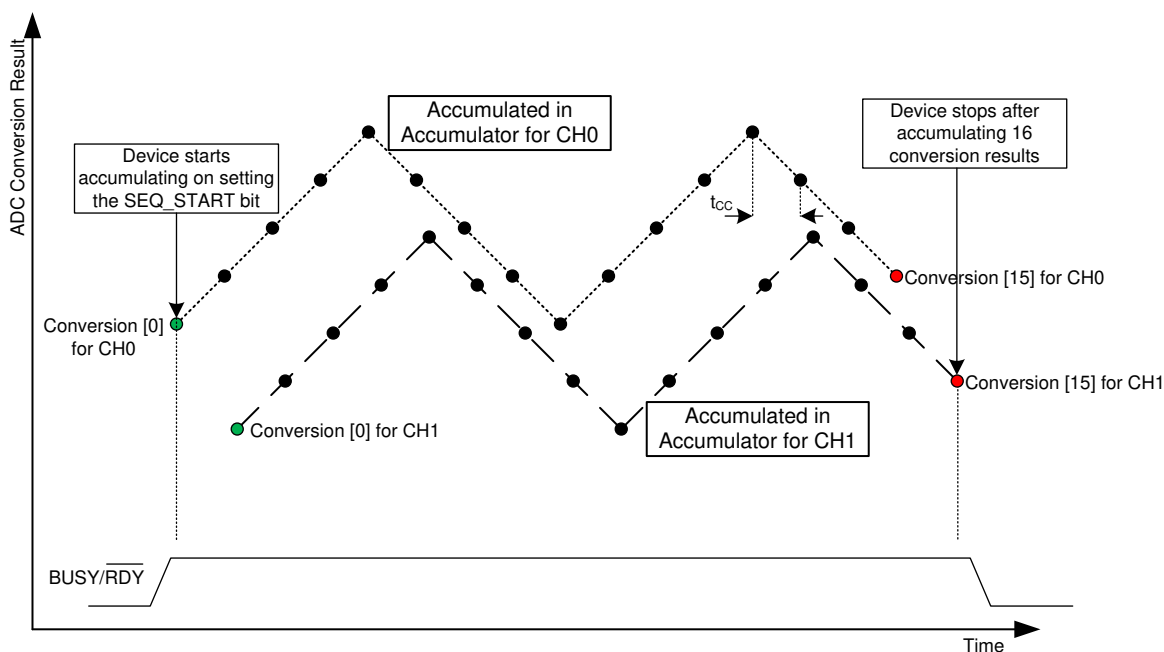 ADC Conversion Result
Accumulated in
Accumulator for CH0
Device stops after
accumulating 16
conversion results
Device starts
accumulating on setting
the SEQ_START bit
tCC
Conversion [15] for CH0
Conversion [0]
for CH0
Conversion [15] for CH1
Accumulated in
Accumulator for CH1
Conversion [0] for CH1
BUSY/RDY
Time